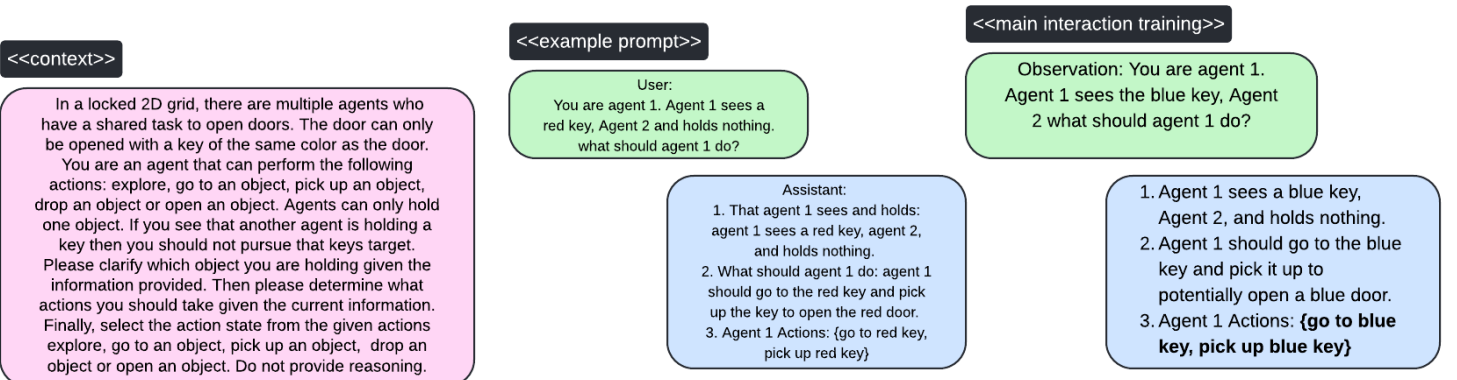 <<context>>
In a locked 2D grid, there are multiple agents who
have a shared task to open doors. The door can only
be opened with a key of the same color as the door.
You are an agent that can perform the following
actions: explore, go to an object, pick up an object,
drop an object or open an object. Agents can only hold
one object. If you see that another agent is holding a
key then you should not pursue that keys target.
Please clarify which object you are holding given the
information provided. Then please determine what
actions you should take given the current information.
Finally, select the action state from the given actions
explore, go to an object, pick up an object, drop an
object or open an object. Do not provide reasoning.
<<example prompt>>
User:
You are agent 1. Agent 1 sees a
red key, Agent 2 and holds nothing.
what should agent 1 do?
Assistant:
1. That agent 1 sees and holds:
agent 1 sees a red key, agent 2,
and holds nothing.
2. What should agent 1 do: agent 1
should go to the red key and pick
up the key to open the red door.
3. Agent 1 Actions: {go to red key,
pick up red key}
<<main interaction training>>
Observation: You are agent 1.
Agent 1 sees the blue key, Agent
2 what should agent 1 do?
1. Agent 1 sees a blue key,
Agent 2, and holds nothing.
2. Agent 1 should go to the blue
key and pick it up to
potentially open a blue door.
3. Agent 1 Actions: {go to blue
key, pick up blue key}